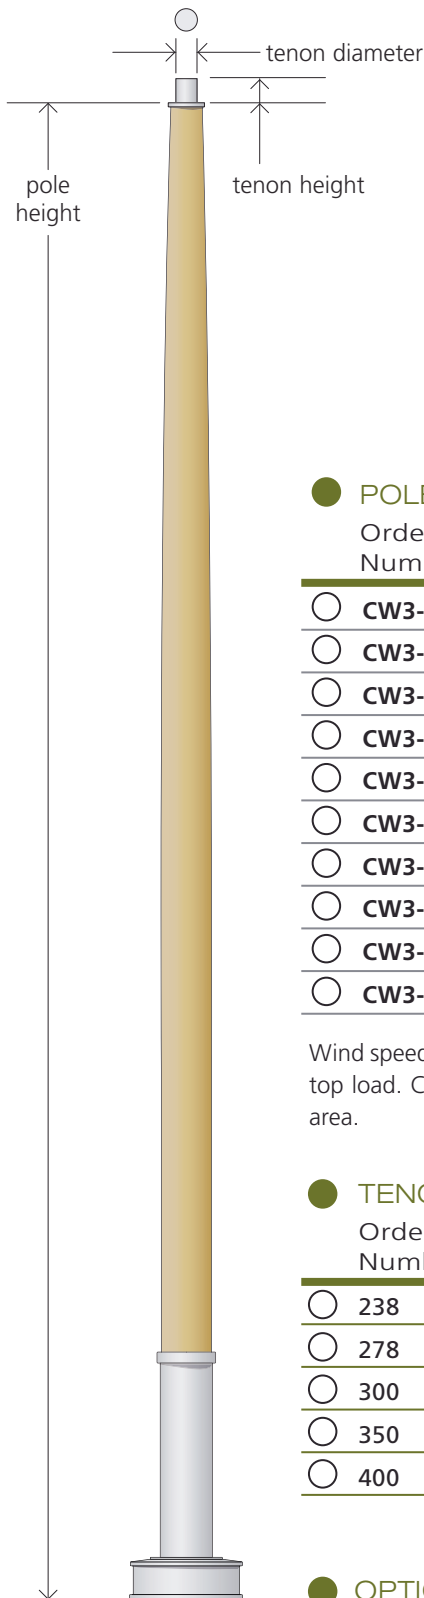 tenon diameter
pole
height
tenon height
POLE
Orde
Num
CW3-
CW3-
CW3-
CW3-
CW3-
CW3-
CW3-
CW3-
CW3-
CW3-
Wind speed
top load. C
area.
TENO
Orde
Num
238
278
300
350
400
OPTIO